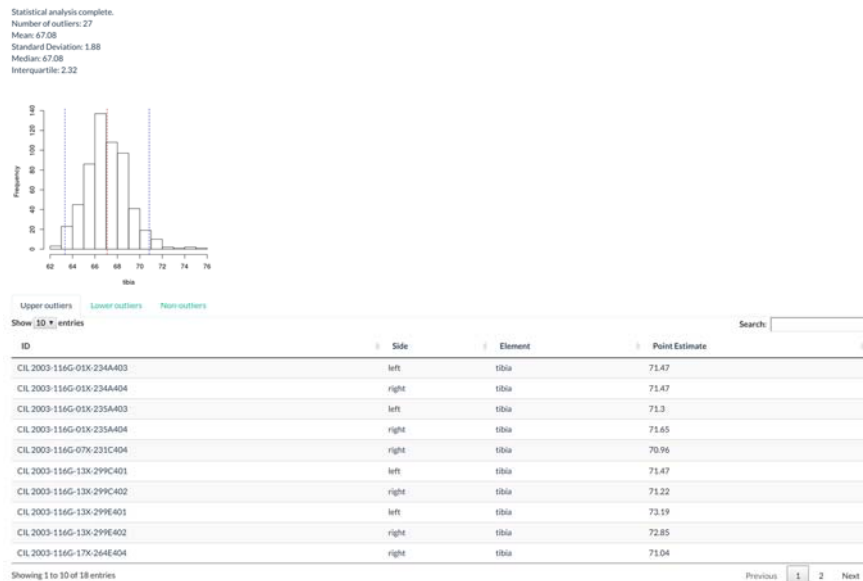 Statistical analysis complete.
Number of outliers: 27
Mean: 67.08
Standard Deviation: 1.88
Median: 67.08
Interquartile: 2.32
Frequency
0 20 40 60 80 100 120 140
62 64 66 68 70 72 74 76
tibia
Upper outliers Lower outliers Non-outliers
Show 10 entries Search:
ID Side Element Point Estimate
CIL 2003-116G-01X-234A403 left tibia 71.47
CIL 2003-116G-01X-234A404 right tibia 71.47
CIL 2003-116G-01X-235A403 left tibia 71.3
CIL 2003-116G-01X-235A404 right tibia 71.65
CIL 2003-116G-07X-231C404 right tibia 70.96
CIL 2003-116G-13X-299C401 left tibia 71.47
CIL 2003-116G-13X-299C402 right tibia 71.22
CIL 2003-116G-13X-299E401 left tibia 73.19
CIL 2003-116G-13X-299E402 right tibia 72.85
CIL 2003-116G-17X-264E404 right tibia 71.04
Showing 1 to 10 of 18 entries Previous 1 2 Next